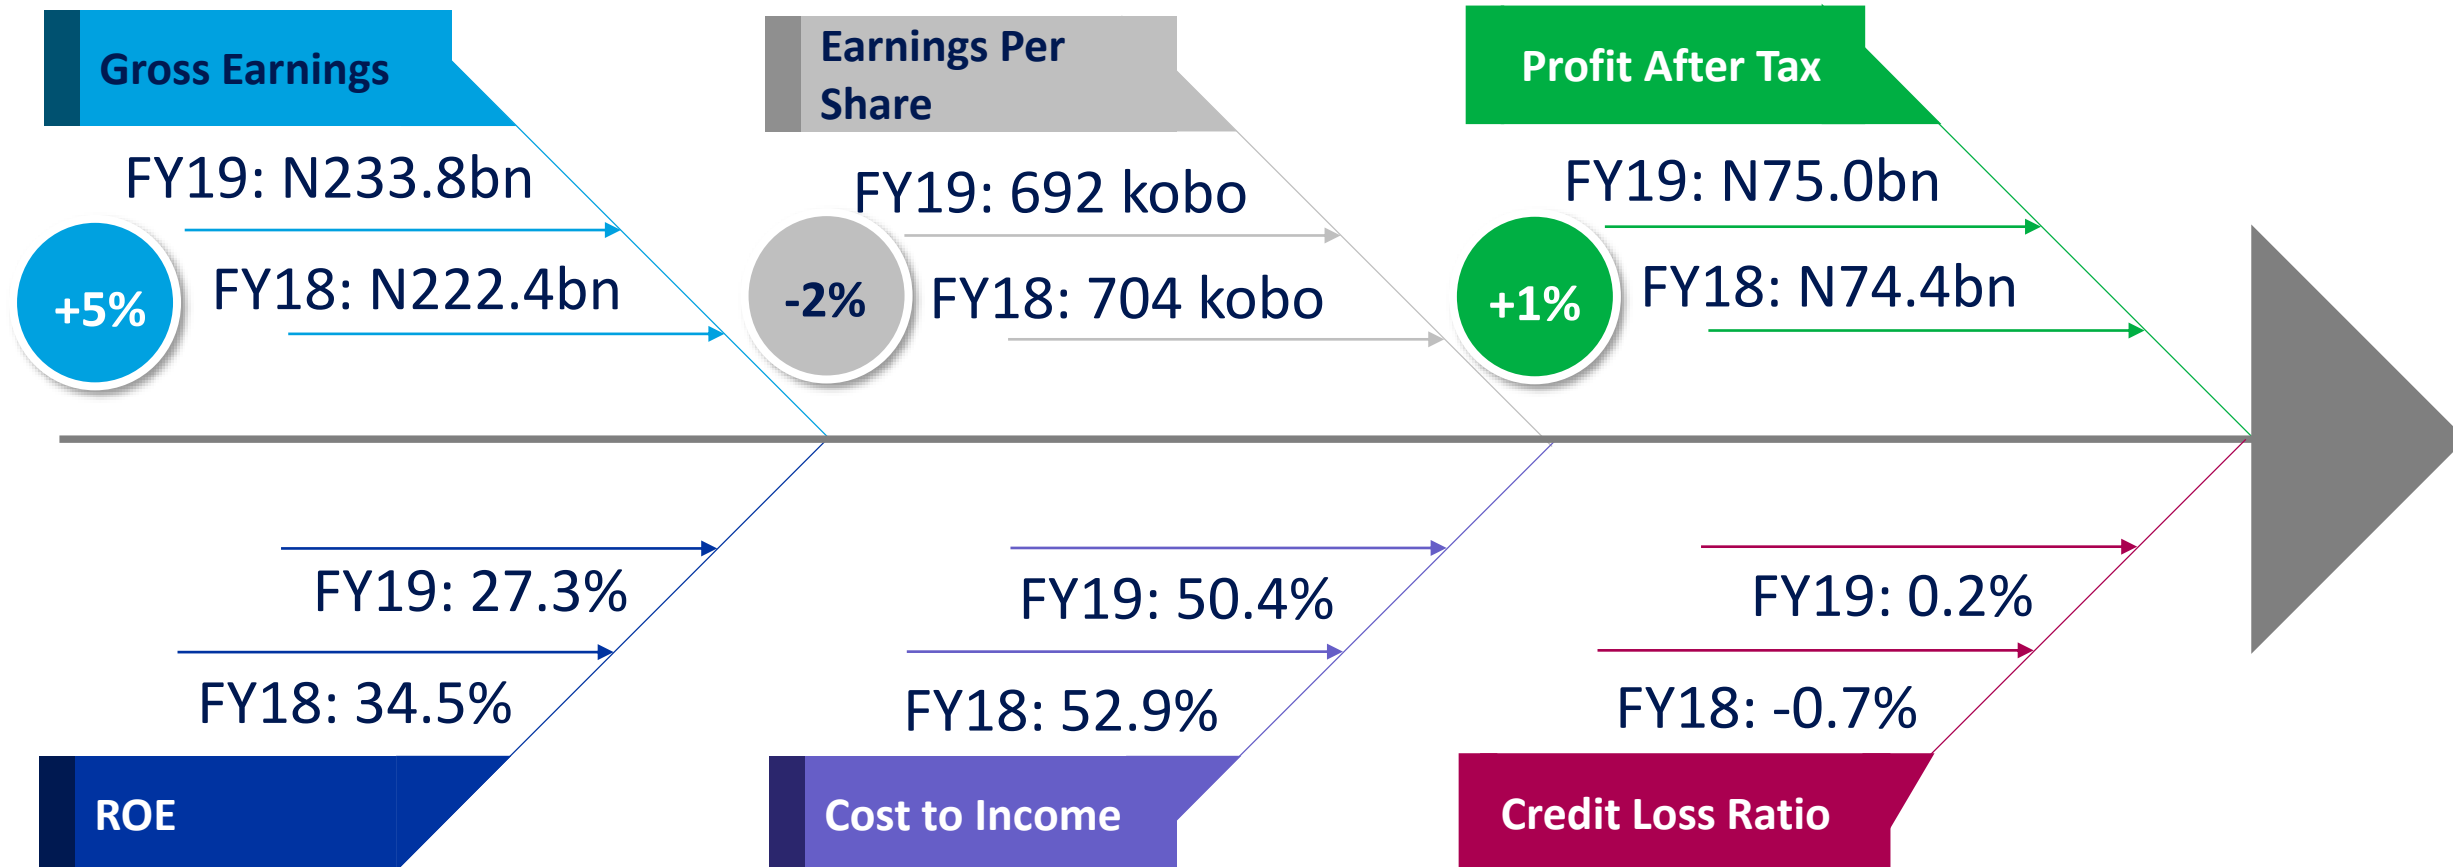 Gross Earnings
FY19: N233.8bn
FY18: N222.4bn
+5%
Earnings Per
Share
FY19: 692 kobo
FY18: 704 kobo
-2%
Profit After Tax
FY19: N75.0bn
FY18: N74.4bn
+1%
FY19: 27.3%
FY18: 34.5%
ROE
FY19: 50.4%
FY18: 52.9%
Cost to Income
FY19: 0.2%
FY18: -0.7%
Credit Loss Ratio